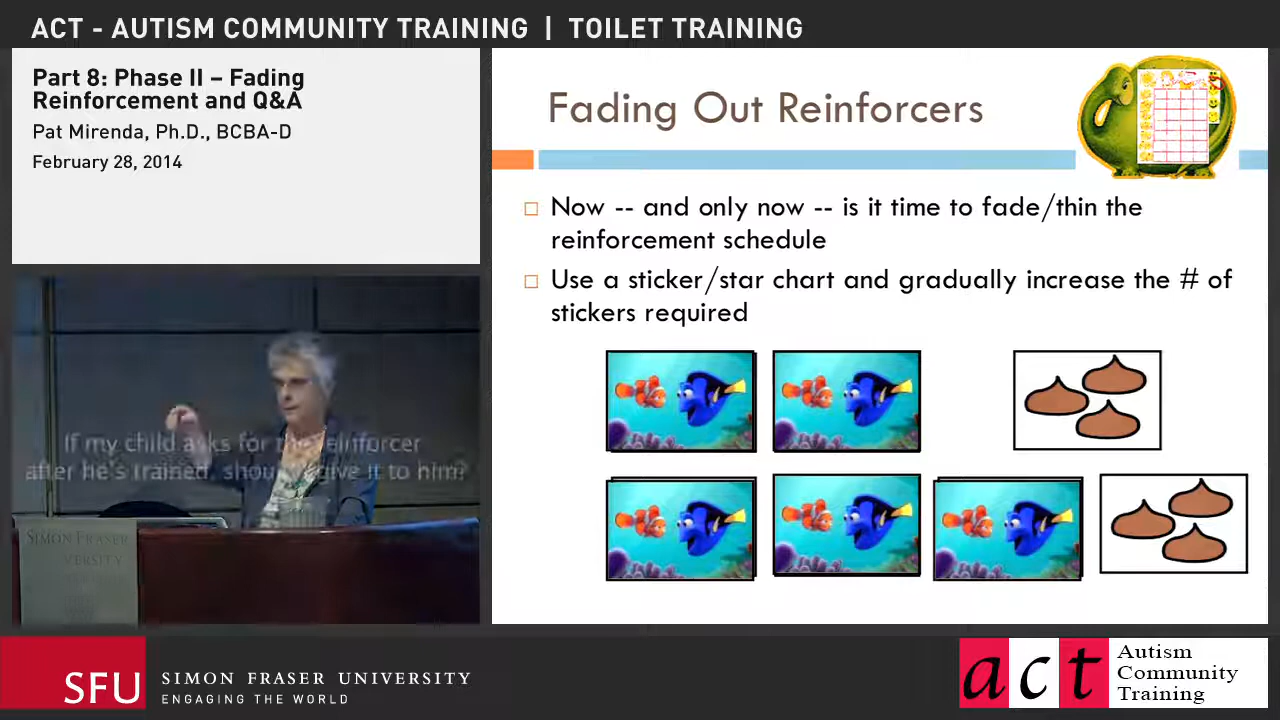 ACT - AUTISM COMMUNITY TRAINING | TOILET TRAINING
Part 8: Phase II – Fading
Reinforcement and Q&A
Pat Mirenda, Ph.D., BCBA-D
February 28, 2014
Fading Out Reinforcers
Now -- and only now -- is it time to fade/thin the
reinforcement schedule
Use a sticker/star chart and gradually increase the # of
stickers required
If my child asks for the reinforcer
after he's trained, should I give it to him?
SIMON FRASER
UNIVERSITY
SFU
SIMON FRASER UNIVERSITY
ENGAGING THE WORLD
act
Autism
Community
Training